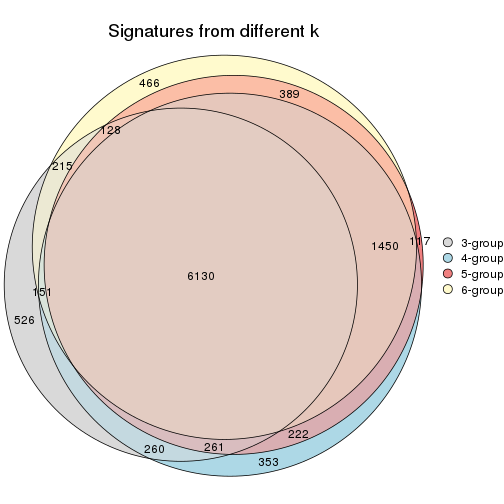 Signatures from different k
466
389
128
215
117
1450
3-group
4-group
5-group
6-group
6130
151
526
222
261
260
353